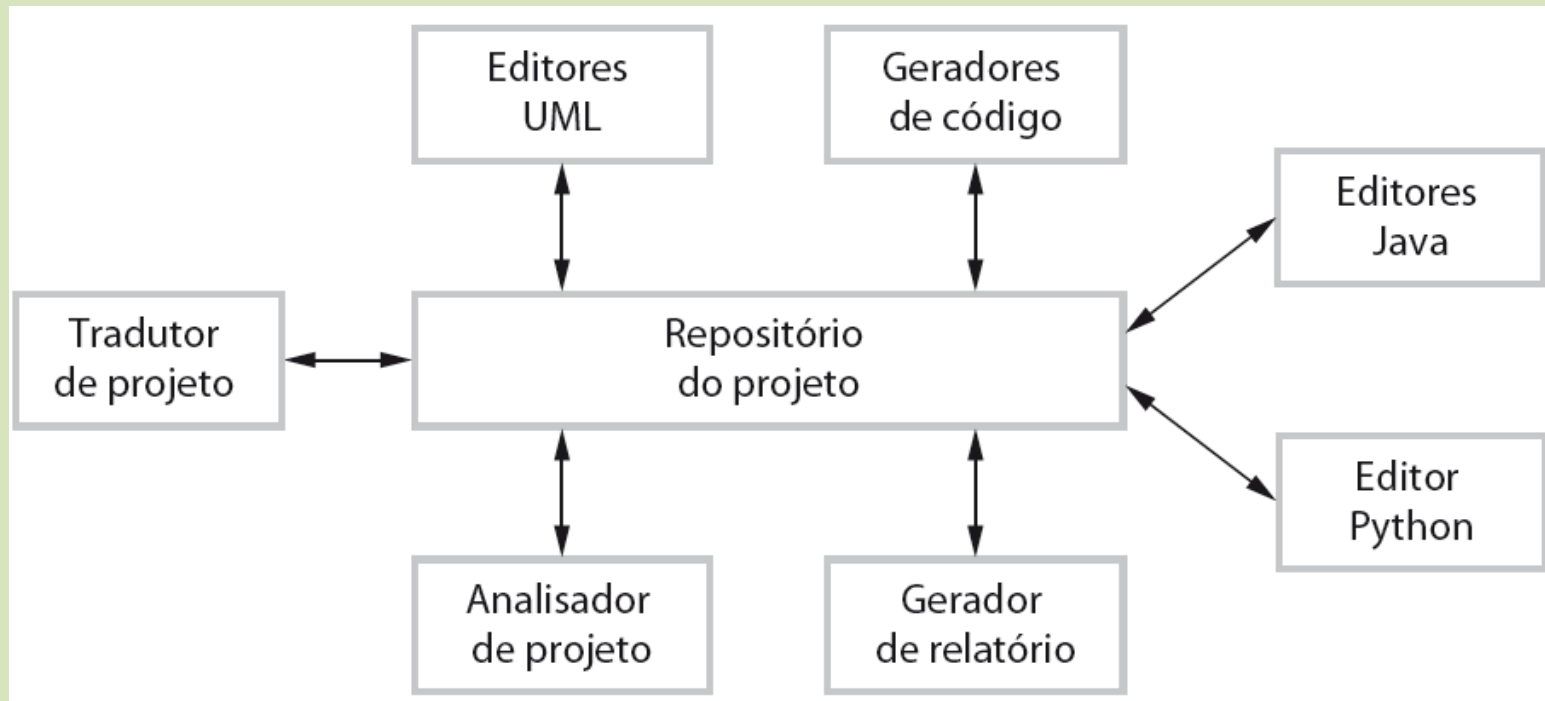 Editores
UML
Geradores
de código
Editores
Java
Tradutor
de projeto
Repositório
do projeto
Editor
Python
Analisador
de projeto
Gerador
de relatório